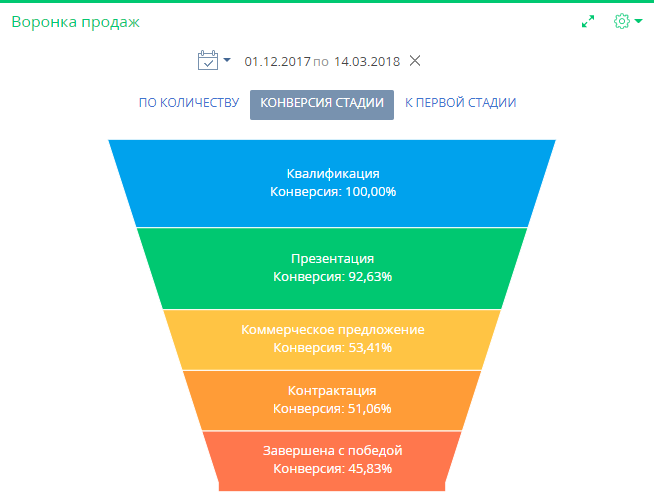 Воронка продаж
01.12.2017 по 14.03.2018
ПО КОЛИЧЕСТВУ КОНВЕРСИЯ СТАДИИ К ПЕРВОЙ СТАДИИ
Квалификация
Конверсия: 100,00%
Презентация
Конверсия: 92,63%
Коммерческое предложение
Конверсия: 53,41%
Контрактация
Конверсия: 51,06%
Завершена с победой
Конверсия: 45,83%